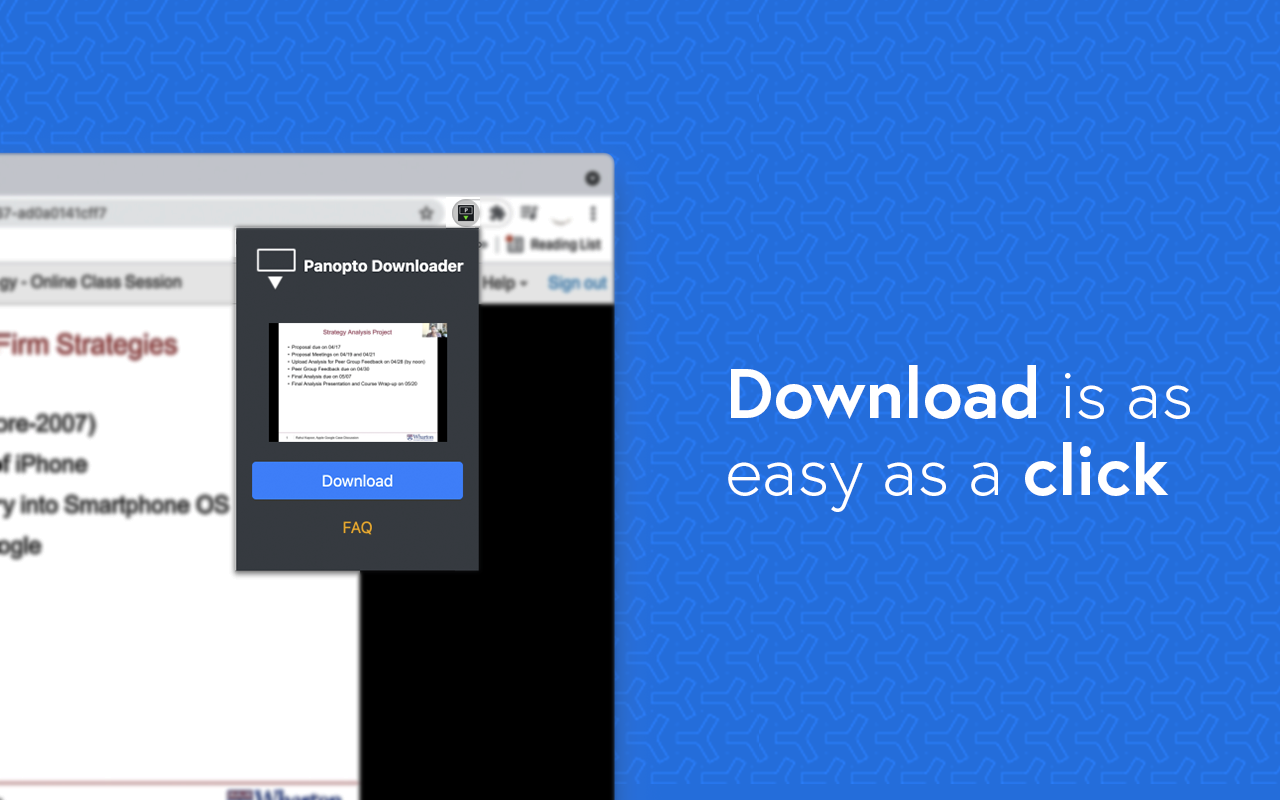 7-ad0a0141cff7
Reading List
gy - Online Class Session
Help
Sign out
Panopto Downloader
Firm Strategies
Strategy Analysis Project
• Proposal due on 04/17
• Proposal Meetings on 04/19 and 04/21
• Upload Analysis for Peer Group Feedback on 04/28 (by noon)
• Peer Group Feedback due on 04/30
• Final Analysis due on 05/07
• Final Analysis Presentation and Course Wrap-up on 05/20
Wharton
ore-2007)
of iPhone
ry into Smartphone OS
ogle
Download
FAQ
Wharton
Download is as
easy as a click